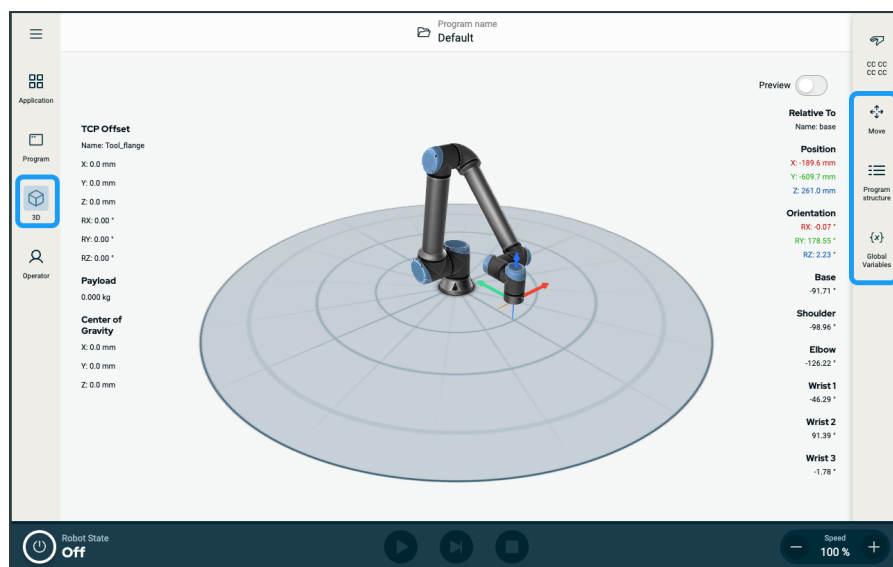 Program name
Default
Application
Program
3D
Operator
TCP Offset
Name: Tool_flange
X: 0.0 mm
Y: 0.0 mm
Z: 0.0 mm
RX: 0.00 °
RY: 0.00 °
RZ: 0.00 °
Payload
0.000 kg
Center of
Gravity
X: 0.0 mm
Y: 0.0 mm
Z: 0.0 mm
Preview
Relative To
Name: base
Position
X: -189.6 mm
Y: -609.7 mm
Z: 261.0 mm
Orientation
RX: -0.07 °
RY: 178.55 °
RZ: 2.23 °
Base
-91.71 °
Shoulder
-98.96 °
Elbow
-126.22 °
Wrist 1
-46.29 °
Wrist 2
91.39 °
Wrist 3
-1.78 °
CC CC
CC CC
Move
Program
structure
{x}
Global
Variables
Robot State
Off
Speed
100 %